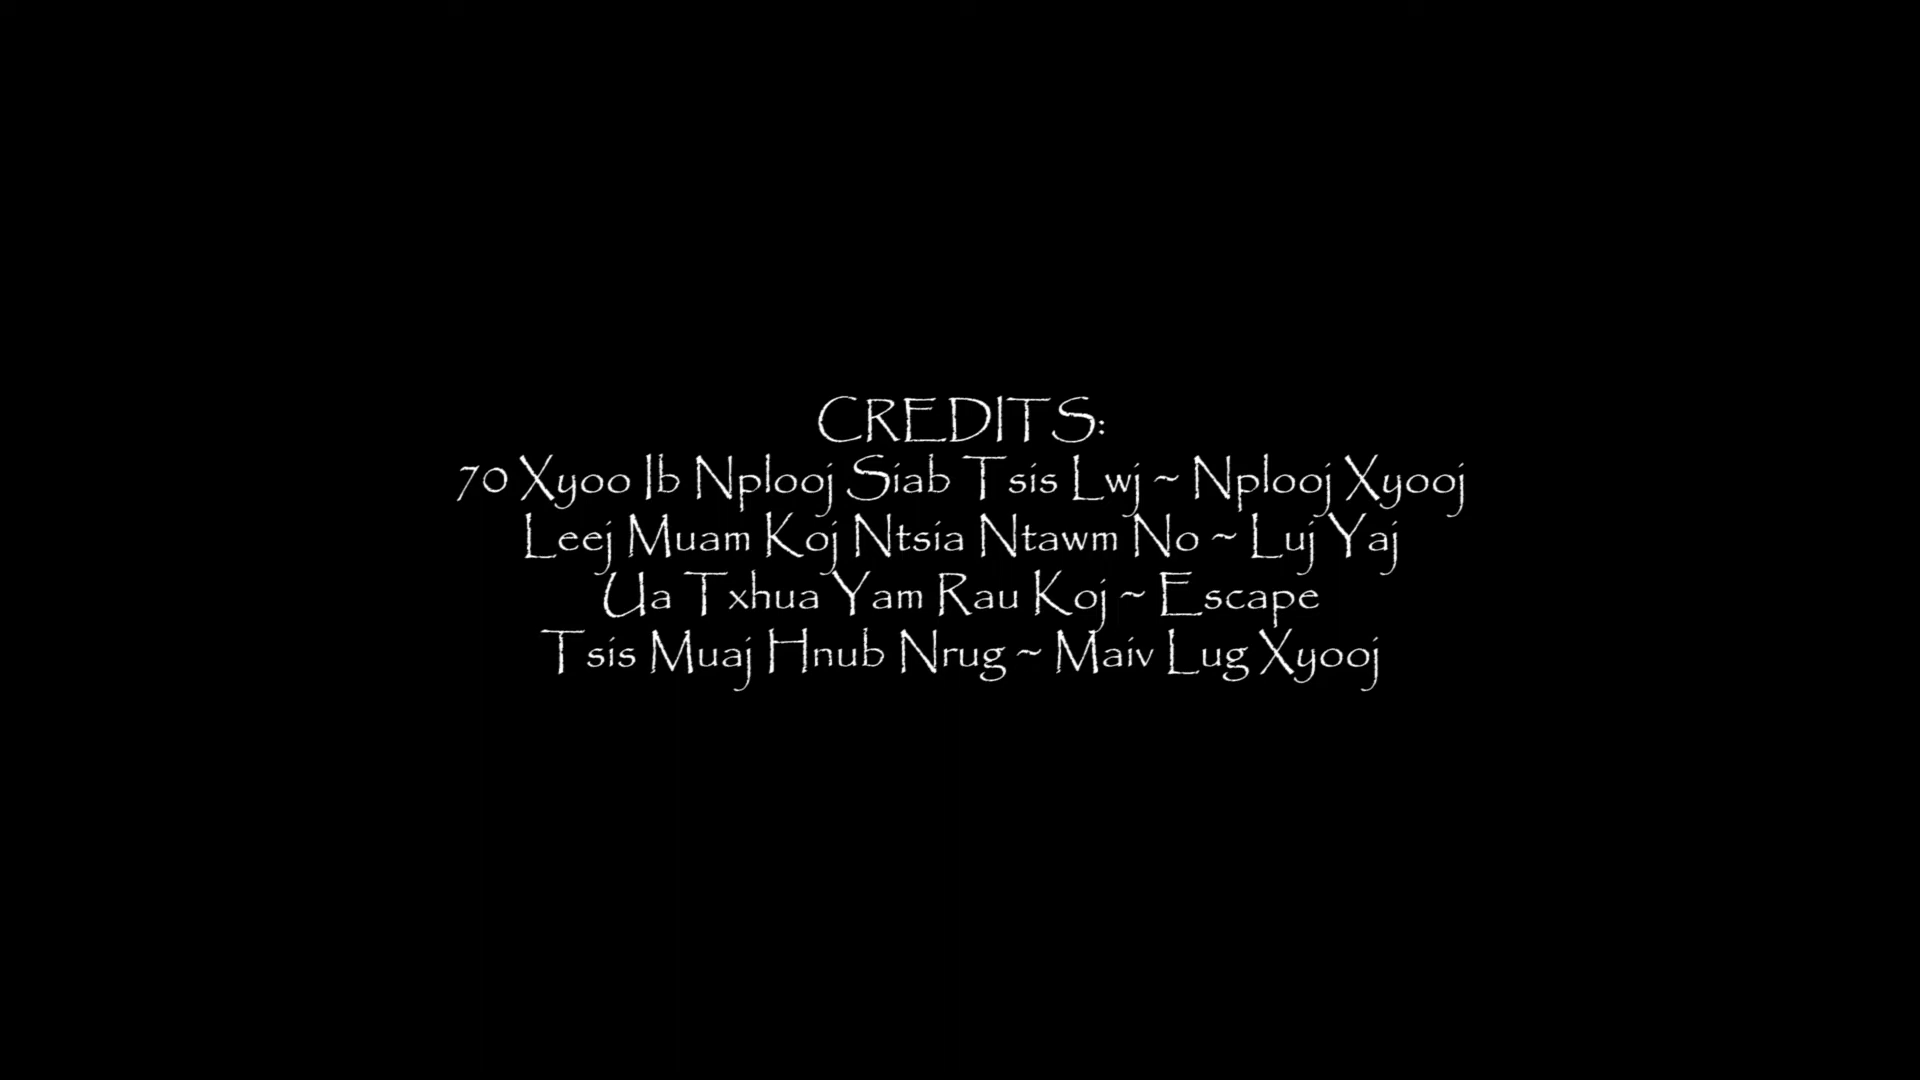 CREDITS:
70 Xyoo Ib Nplooj Siab Tsis Lwj ~ Nplooj Xyooj
Leej Muam Koj Ntsia Ntawm No ~ Luj Yaj
Ua Txhua Yam Rau Koj ~ Escape
Tsis Muaj Hnub Nrug ~ Maiv Lug Xyooj